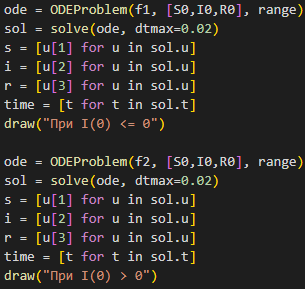 ode = ODEProblem(f1, [S0,I0,R0], range)
sol = solve(ode, dtmax=0.02)
s = [u[1] for u in sol.u]
i = [u[2] for u in sol.u]
r = [u[3] for u in sol.u]
time = [t for t in sol.t]
draw("При I(0) <= 0")
ode = ODEProblem(f2, [S0,I0,R0], range)
sol = solve(ode, dtmax=0.02)
s = [u[1] for u in sol.u]
i = [u[2] for u in sol.u]
r = [u[3] for u in sol.u]
time = [t for t in sol.t]
draw("При I(0) > 0")